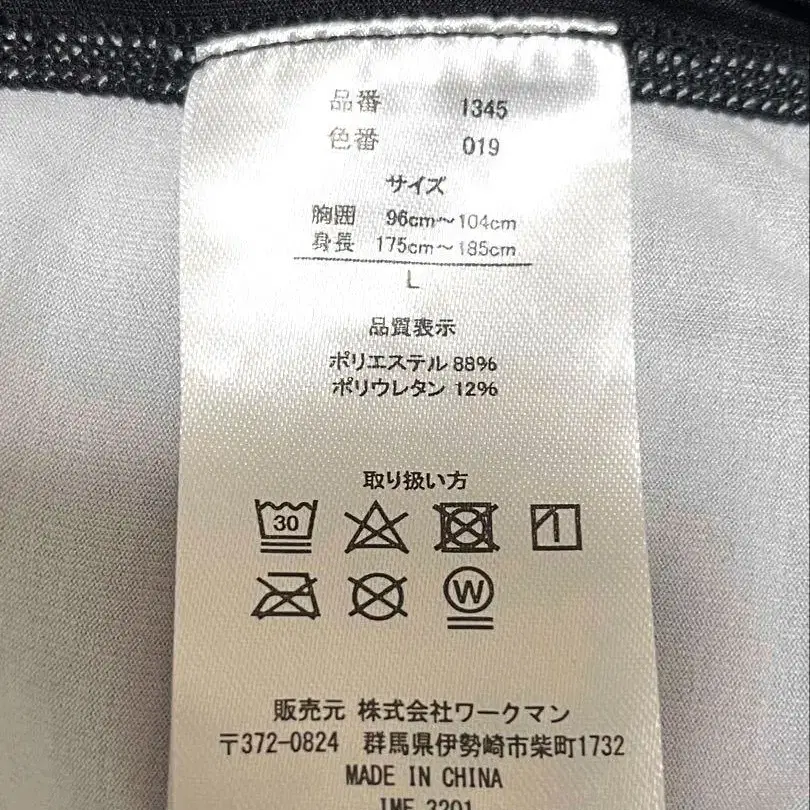 品番 1345
色番 019
サイズ
胸囲 96cm～104cm
身長 175cm～185cm
L
品質表示
ポリエステル 88%
ポリウレタン 12%
取り扱い方
30
W
販売元 株式会社ワークマン
〒372-0824 群馬県伊勢崎市柴町1732
MADE IN CHINA